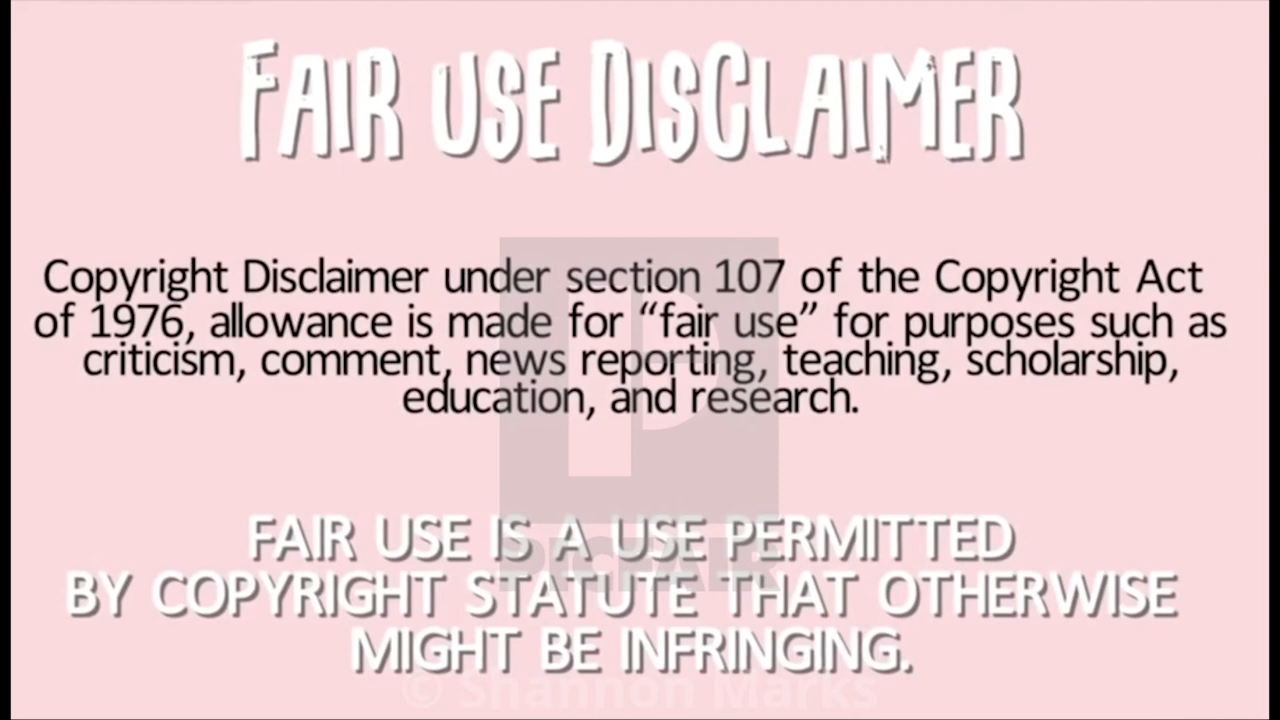 FAIR USE DISCLAIMER
Copyright Disclaimer under section 107 of the Copyright Act
of 1976, allowance is made for “fair use” for purposes such as
criticism, comment, news reporting, teaching, scholarship,
education, and research.
FAIR USE IS A USE PERMITTED
PICFAIR
BY COPYRIGHT STATUTE THAT OTHERWISE
MIGHT BE INFRINGING.
© Shannon Marks